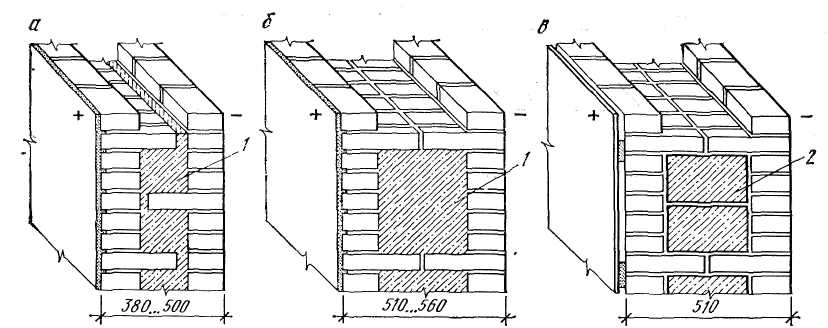 а б в
+ − + − + −
1 1 2
380...500 510...560 510